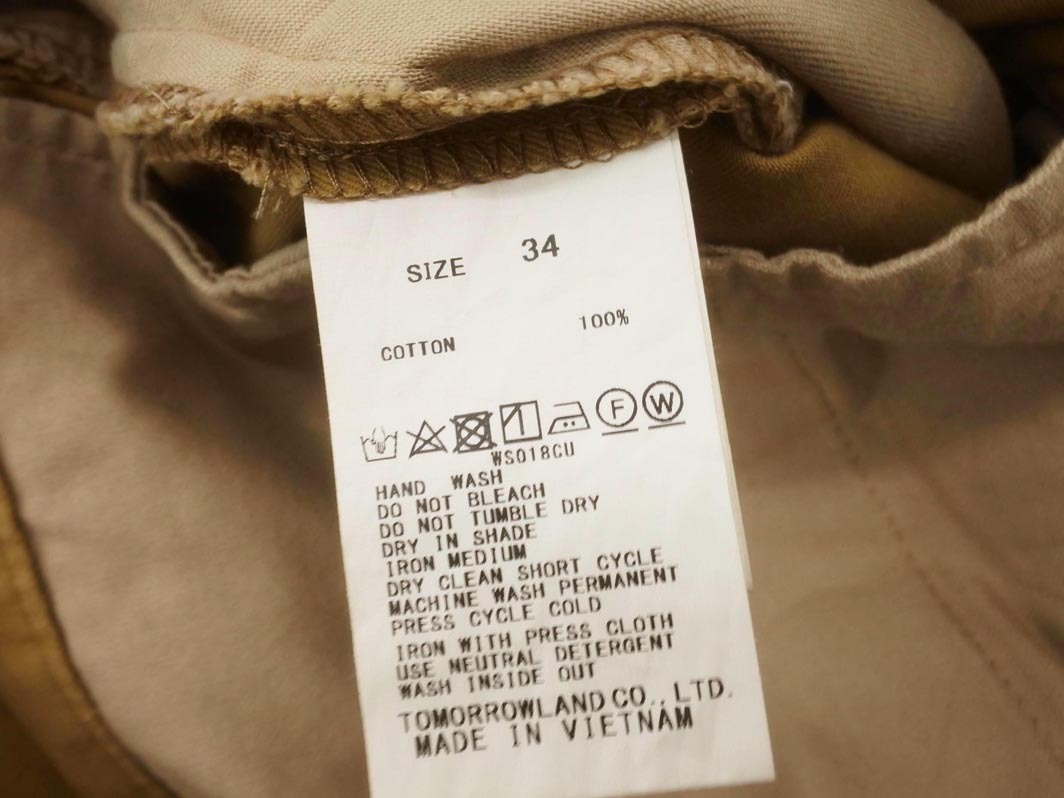 SIZE 34
COTTON 100%
F W
WS018CU
HAND WASH
DO NOT BLEACH
DO NOT TUMBLE DRY
DRY IN SHADE
IRON MEDIUM
DRY CLEAN SHORT CYCLE
MACHINE WASH PERMANENT
PRESS CYCLE COLD
IRON WITH PRESS CLOTH
USE NEUTRAL DETERGENT
WASH INSIDE OUT
TOMORROWLAND CO., LTD.
MADE IN VIETNAM